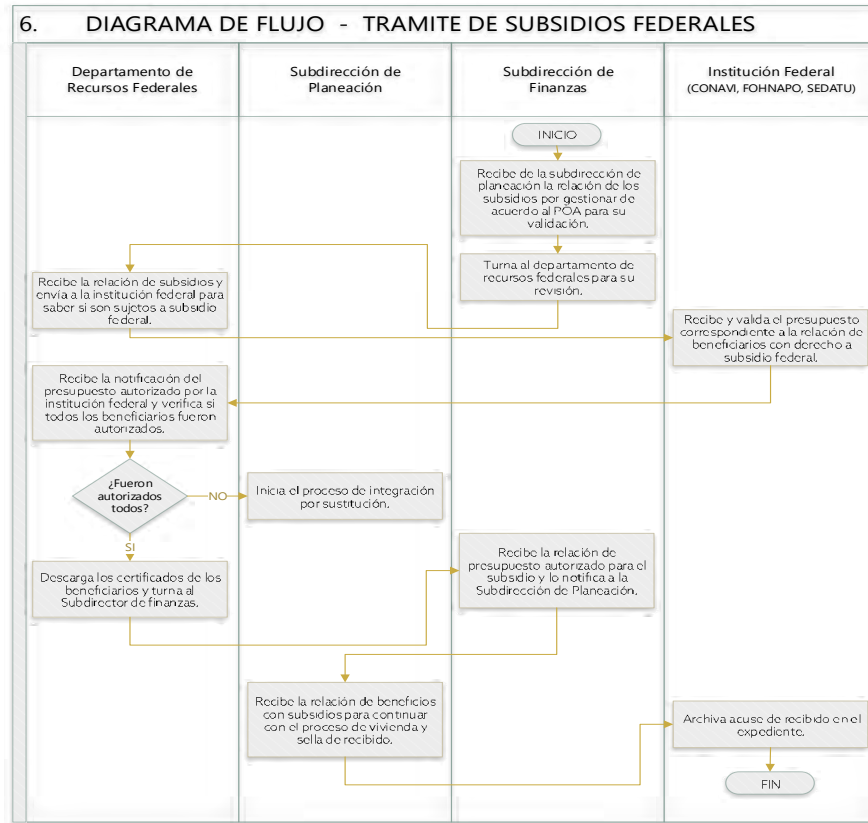 6. DIAGRAMA DE FLUJO - TRAMITE DE SUBSIDIOS FEDERALES
Departamento de
Recursos Federales
Subdirección de
Planeación
Subdirección de
Finanzas
Institución Federal
(CONAVI, FOHNAPO, SEDATU)
INICIO
Recibe de la subdirección de
planeación la relación de los
subsidios por gestionar de
acuerdo al POA para su
validación.
Turna al departamento de
recursos federales para su
revisión.
Recibe la relación de subsidios y
envía a la institución federal para
saber si son sujetos a subsidio
federal.
Recibe y valida el presupuesto
correspondiente a la relación de
beneficiarios con derecho a
subsidio federal.
Recibe la notificación del
presupuesto autorizado por la
institución federal y verifica si
todos los beneficiarios fueron
autorizados.
¿Fueron
autorizados
todos?
NO
Inicia el proceso de integración
por sustitución.
SI
Descarga los certificados de los
beneficiarios y turna al
Subdirector de finanzas.
Recibe la relación de
presupuesto autorizado para el
subsidio y lo notifica a la
Subdirección de Planeación.
Recibe la relación de beneficios
con subsidios para continuar
con el proceso de vivienda y
sella de recibido.
Archiva acuse de recibido en el
expediente.
FIN